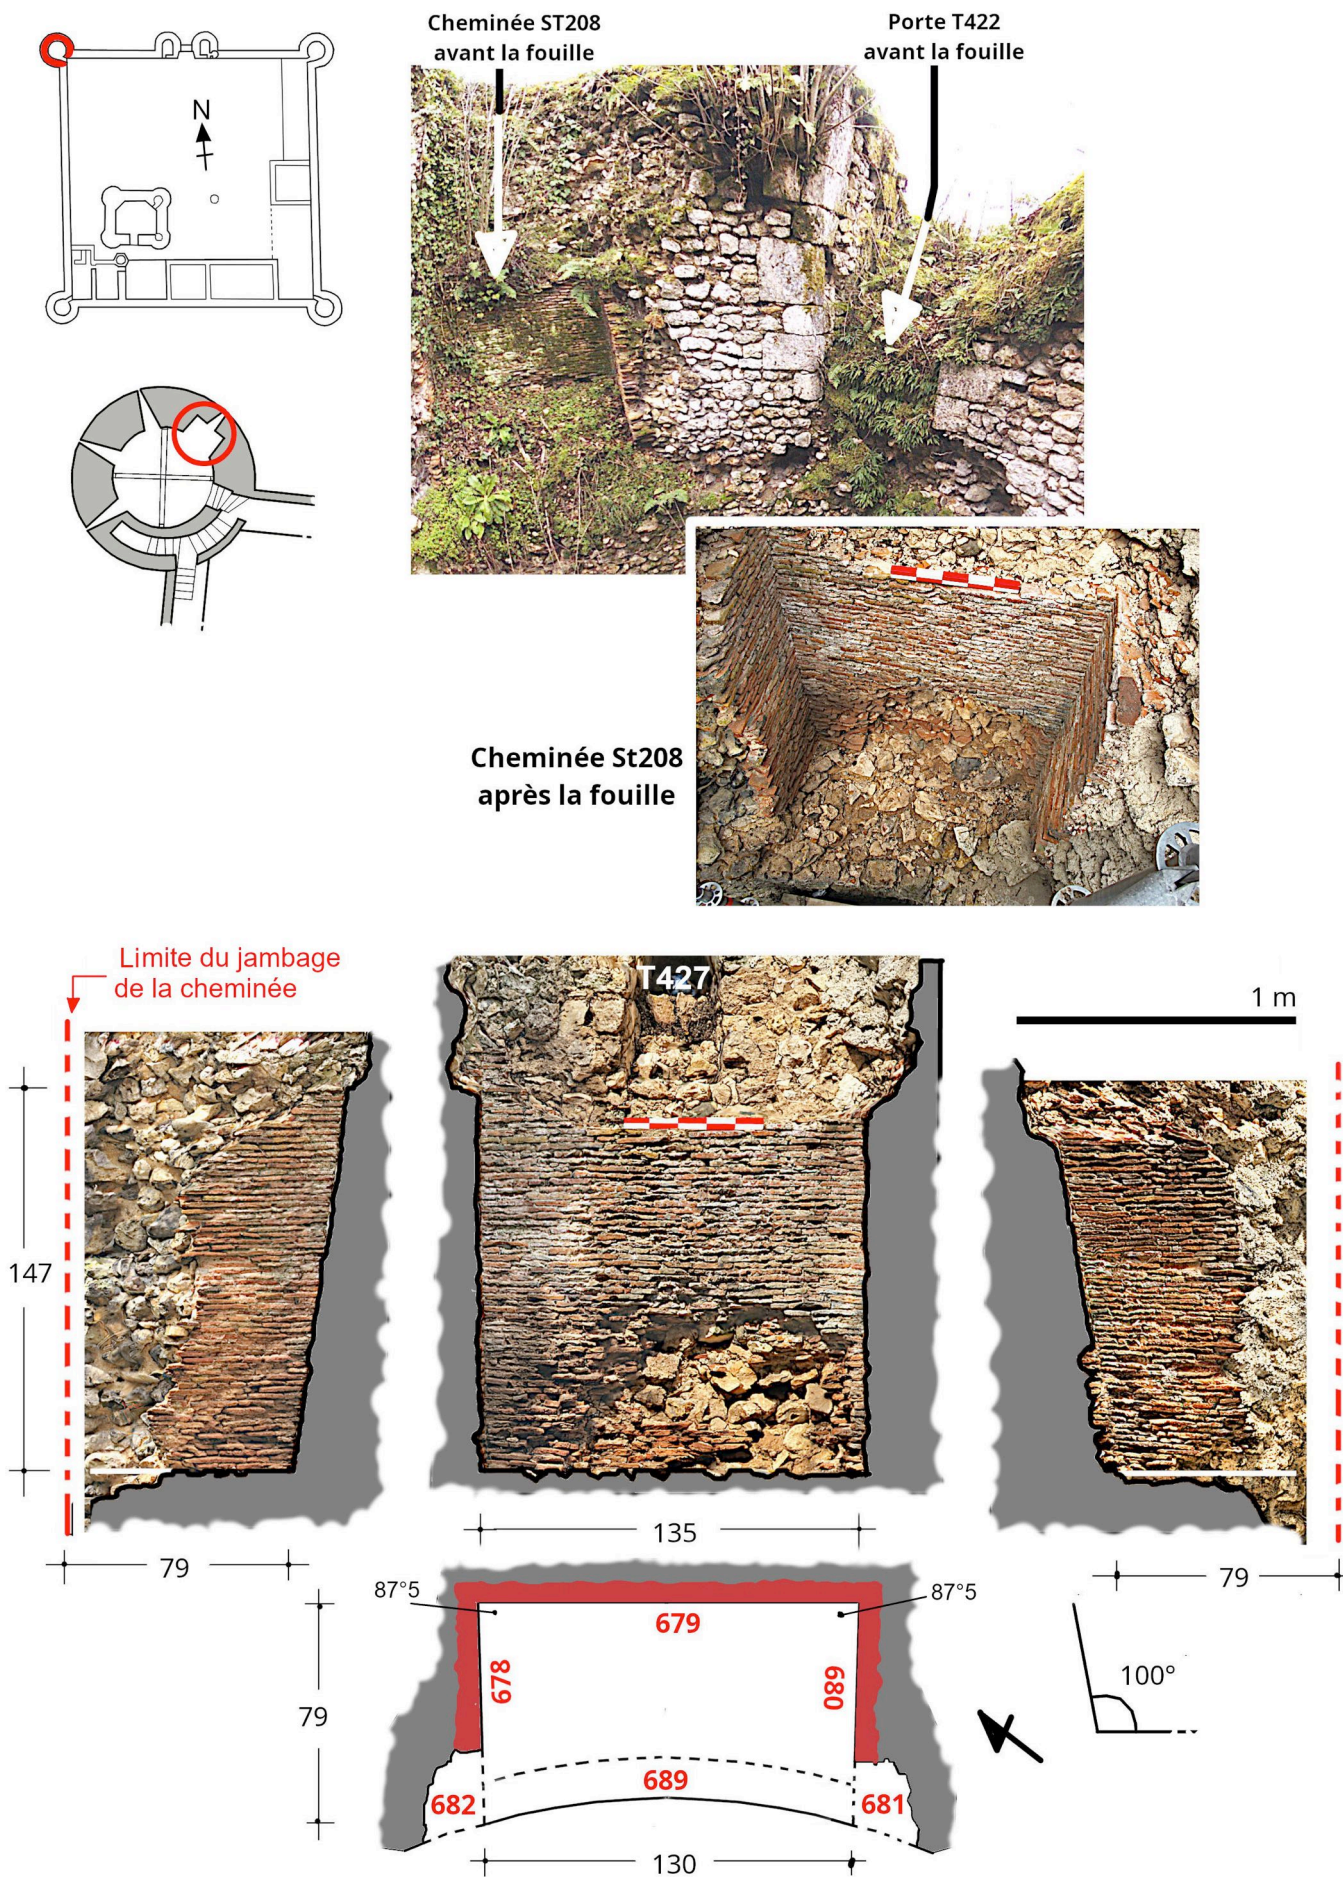 Cheminée ST208
avant la fouille
Porte T422
avant la fouille
N
Cheminée St208
après la fouille
Limite du jambage
de la cheminée
T427
1 m
147
135
79
79
87°5
87°5
679
678
680
79
100°
689
682
681
130